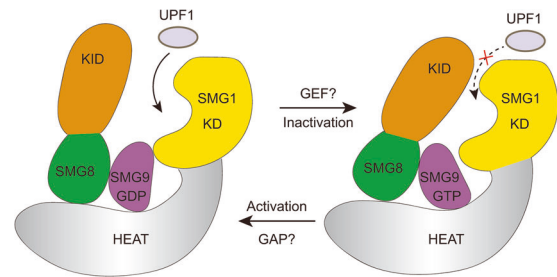 UPF1
KID
SMG1
KD
SMG8
SMG9
GDP
HEAT
GEF?
Inactivation
Activation
GAP?
UPF1
KID
SMG1
KD
SMG8
SMG9
GTP
HEAT